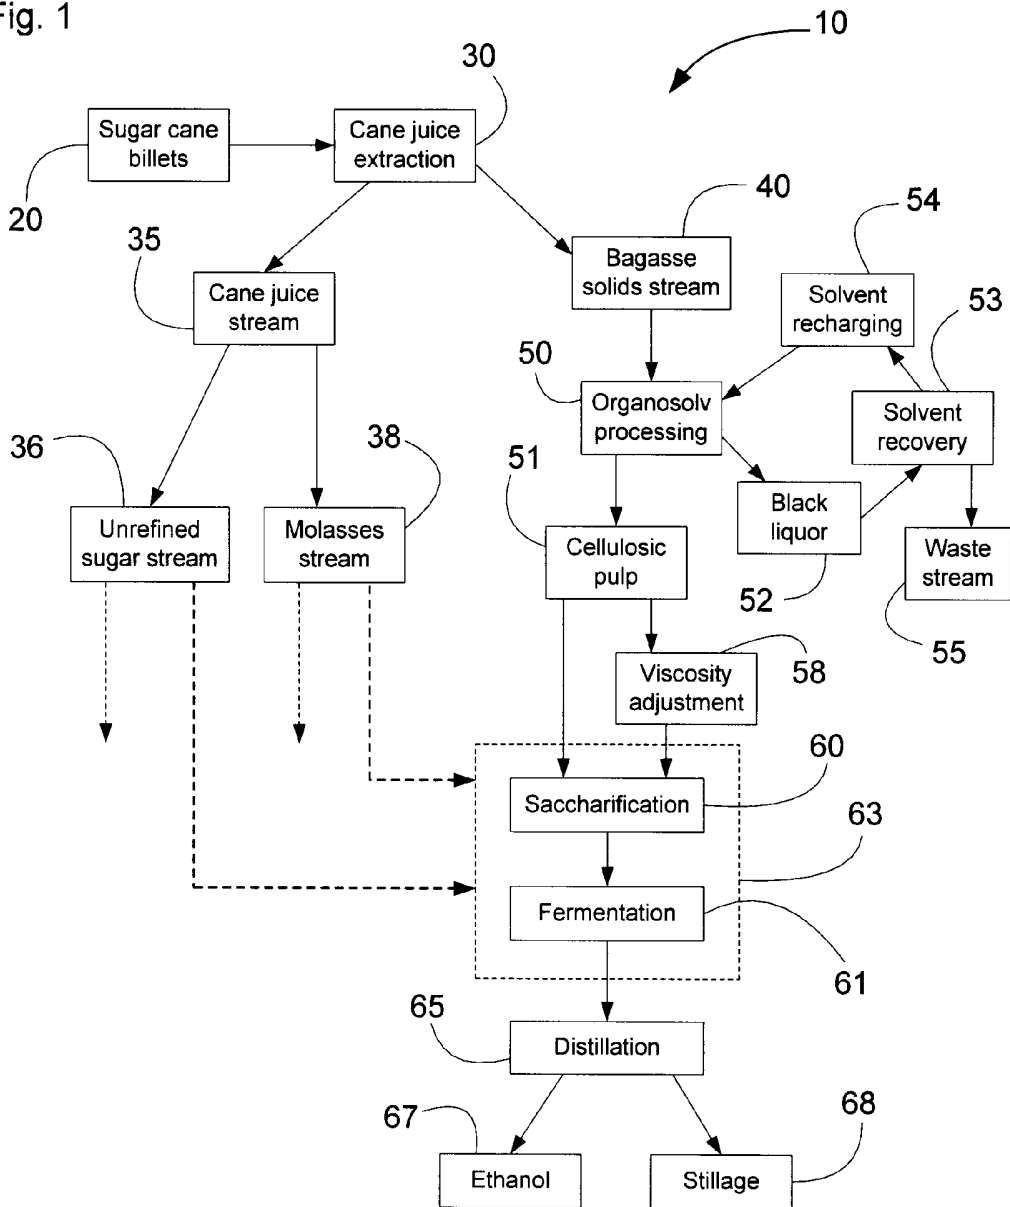 Fig. 1
10
30
Sugar cane
billets
Cane juice
extraction
20
40
54
35
Bagasse
solids stream
Cane juice
stream
Solvent
recharging
53
50
Organosolv
processing
Solvent
recovery
36
38
51
Unrefined
sugar stream
Molasses
stream
Black
liquor
Cellulosic
pulp
Waste
stream
52
55
58
Viscosity
adjustment
60
Saccharification
63
Fermentation
61
65
Distillation
67
68
Ethanol
Stillage